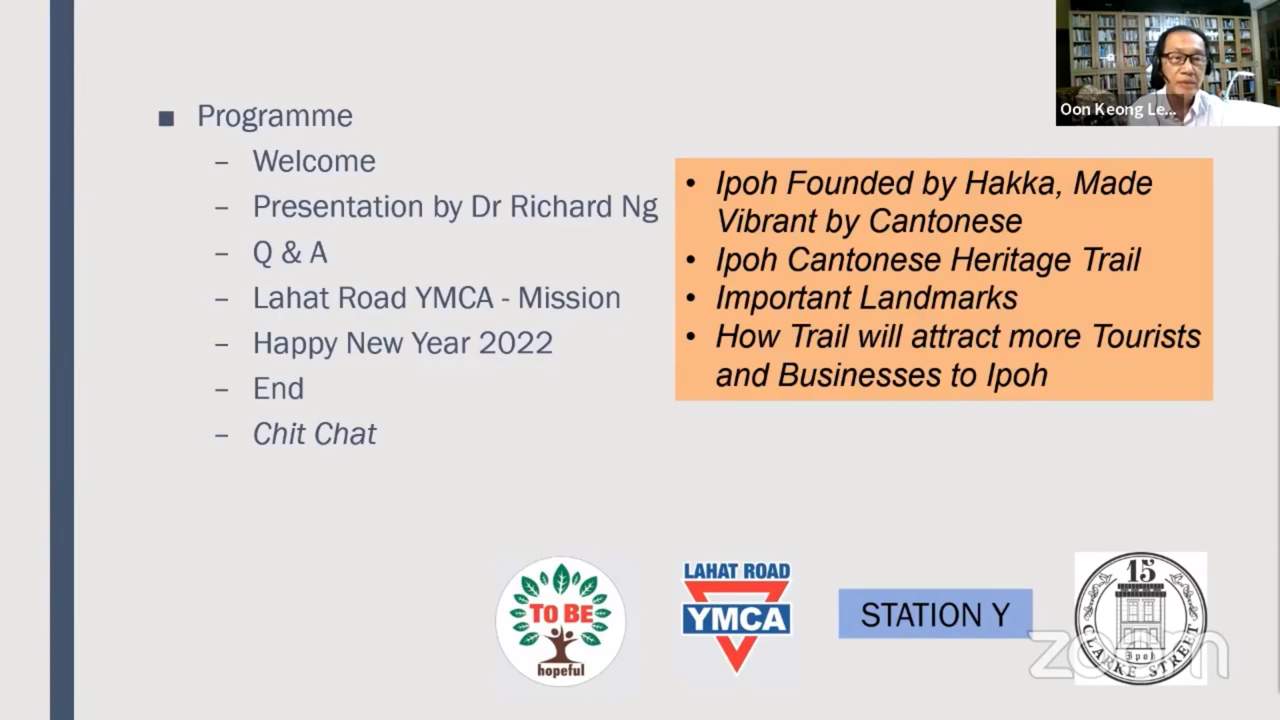 Oon Keong Le...
■ Programme
– Welcome
– Presentation by Dr Richard Ng
– Q & A
– Lahat Road YMCA - Mission
– Happy New Year 2022
– End
– Chit Chat
• Ipoh Founded by Hakka, Made
Vibrant by Cantonese
• Ipoh Cantonese Heritage Trail
• Important Landmarks
• How Trail will attract more Tourists
and Businesses to Ipoh
TO BE
hopeful
LAHAT ROAD
YMCA
STATION Y
15
CLARKE STREET
Ipoh
zoom